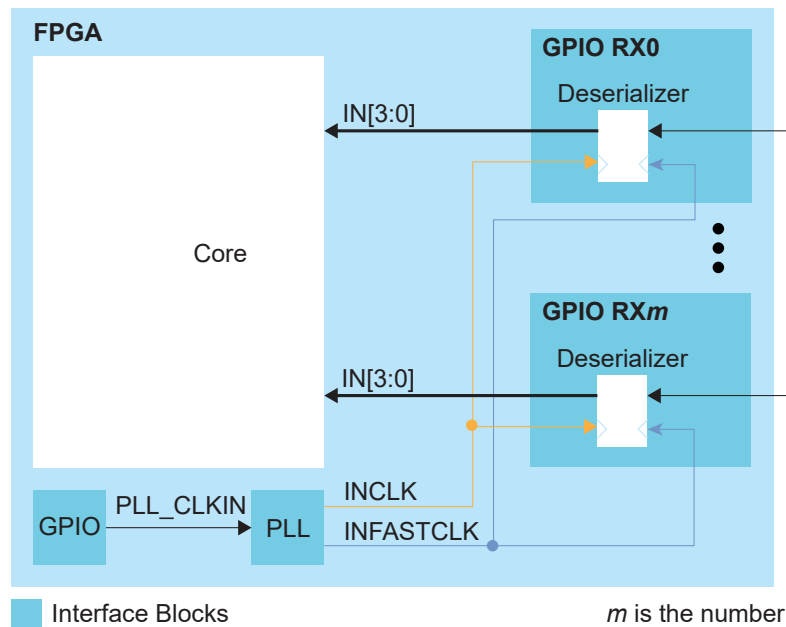 FPGA
GPIO RX0
Deserializer
IN[3:0]
Core
GPIO RXm
Deserializer
IN[3:0]
INCLK
PLL_CLKIN
GPIO
PLL
INFASTCLK
Interface Blocks
m is the number